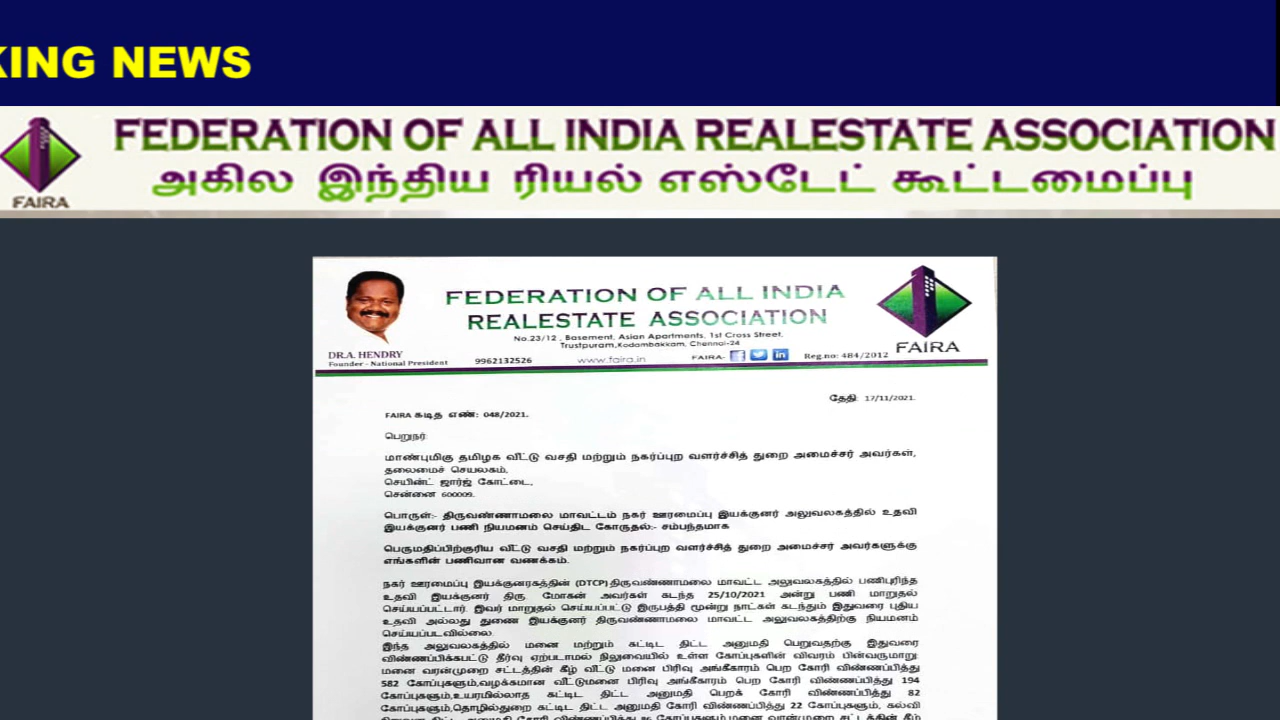 KING NEWS
FEDERATION OF ALL INDIA REALESTATE ASSOCIATION
அகில இந்திய ரியல் எஸ்டேட் கூட்டமைப்பு
FAIRA
FEDERATION OF ALL INDIA
REALESTATE ASSOCIATION
No.23/12 , Basement, Asian Apartments, 1st Cross Street,
Trustpuram,Kodambakkam, Chennai-24
DR.A. HENDRY
Founder - National President
9962132526 www.faira.in FAIRA- Reg.no: 484/2012
FAIRA
தேதி: 17/11/2021.
FAIRA கடித எண்: 048/2021.
பெறுநர்:
மாண்புமிகு தமிழக வீட்டு வசதி மற்றும் நகர்ப்புற வளர்ச்சித் துறை அமைச்சர் அவர்கள்,
தலைமைச் செயலகம்,
செயின்ட் ஜார்ஜ் கோட்டை,
சென்னை 600009.
பொருள்:- திருவண்ணாமலை மாவட்டம் நகர் ஊரமைப்பு இயக்குனர் அலுவலகத்தில் உதவி
இயக்குனர் பணி நியமனம் செய்திட கோருதல்:- சம்பந்தமாக
பெருமதிப்பிற்குரிய வீட்டு வசதி மற்றும் நகர்ப்புற வளர்ச்சித் துறை அமைச்சர் அவர்களுக்கு
எங்களின் பணிவான வணக்கம்.
நகர் ஊரமைப்பு இயக்குனரகத்தின் (DTCP)திருவண்ணாமலை மாவட்ட அலுவலகத்தில் பணிபுரிந்த
உதவி இயக்குனர் திரு. மோகன் அவர்கள் கடந்த 25/10/2021 அன்று பணி மாறுதல்
செய்யப்பட்டார். இவர் மாறுதல் செய்யப்பட்டு இருபத்தி மூன்று நாட்கள் கடந்தும் இதுவரை புதிய
உதவி அல்லது துணை இயக்குனர் திருவண்ணாமலை மாவட்ட அலுவலகத்திற்கு நியமனம்
செய்யப்படவில்லை.
இந்த அலுவலகத்தில் மனை மற்றும் கட்டிட திட்ட அனுமதி பெறுவதற்கு இதுவரை
விண்ணப்பிக்கபட்டு தீர்வு ஏற்படாமல் நிலுவையில் உள்ள கோப்புகளின் விவரம் பின்வருமாறு:
மனை வரன்முறை சட்டத்தின் கீழ் வீட்டு மனை பிரிவு அங்கீகாரம் பெற கோரி விண்ணப்பித்து
582 கோப்புகளும்,வழக்கமான வீட்டுமனை பிரிவு அங்கீகாரம் பெற கோரி விண்ணப்பித்து 194
கோப்புகளும்,உயரமில்லாத கட்டிட திட்ட அனுமதி பெறக் கோரி விண்ணப்பித்து 82
கோப்புகளும்,தொழில்துறை கட்டிட திட்ட அனுமதி கோரி விண்ணப்பித்து 22 கோப்புகளும், கல்வி